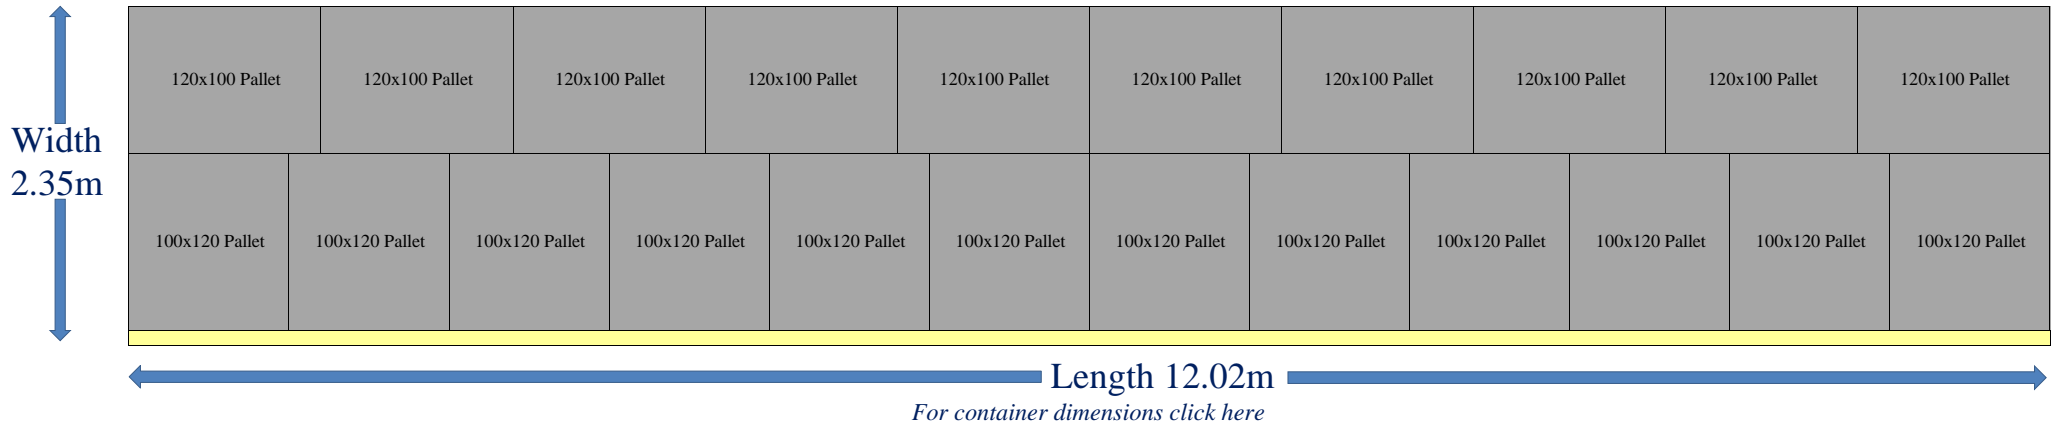 120x100 Pallet 120x100 Pallet 120x100 Pallet 120x100 Pallet 120x100 Pallet 120x100 Pallet 120x100 Pallet 120x100 Pallet 120x100 Pallet 120x100 Pallet
Width
2.35m
100x120 Pallet 100x120 Pallet 100x120 Pallet 100x120 Pallet 100x120 Pallet 100x120 Pallet 100x120 Pallet 100x120 Pallet 100x120 Pallet 100x120 Pallet 100x120 Pallet 100x120 Pallet
Length 12.02m
For container dimensions click here